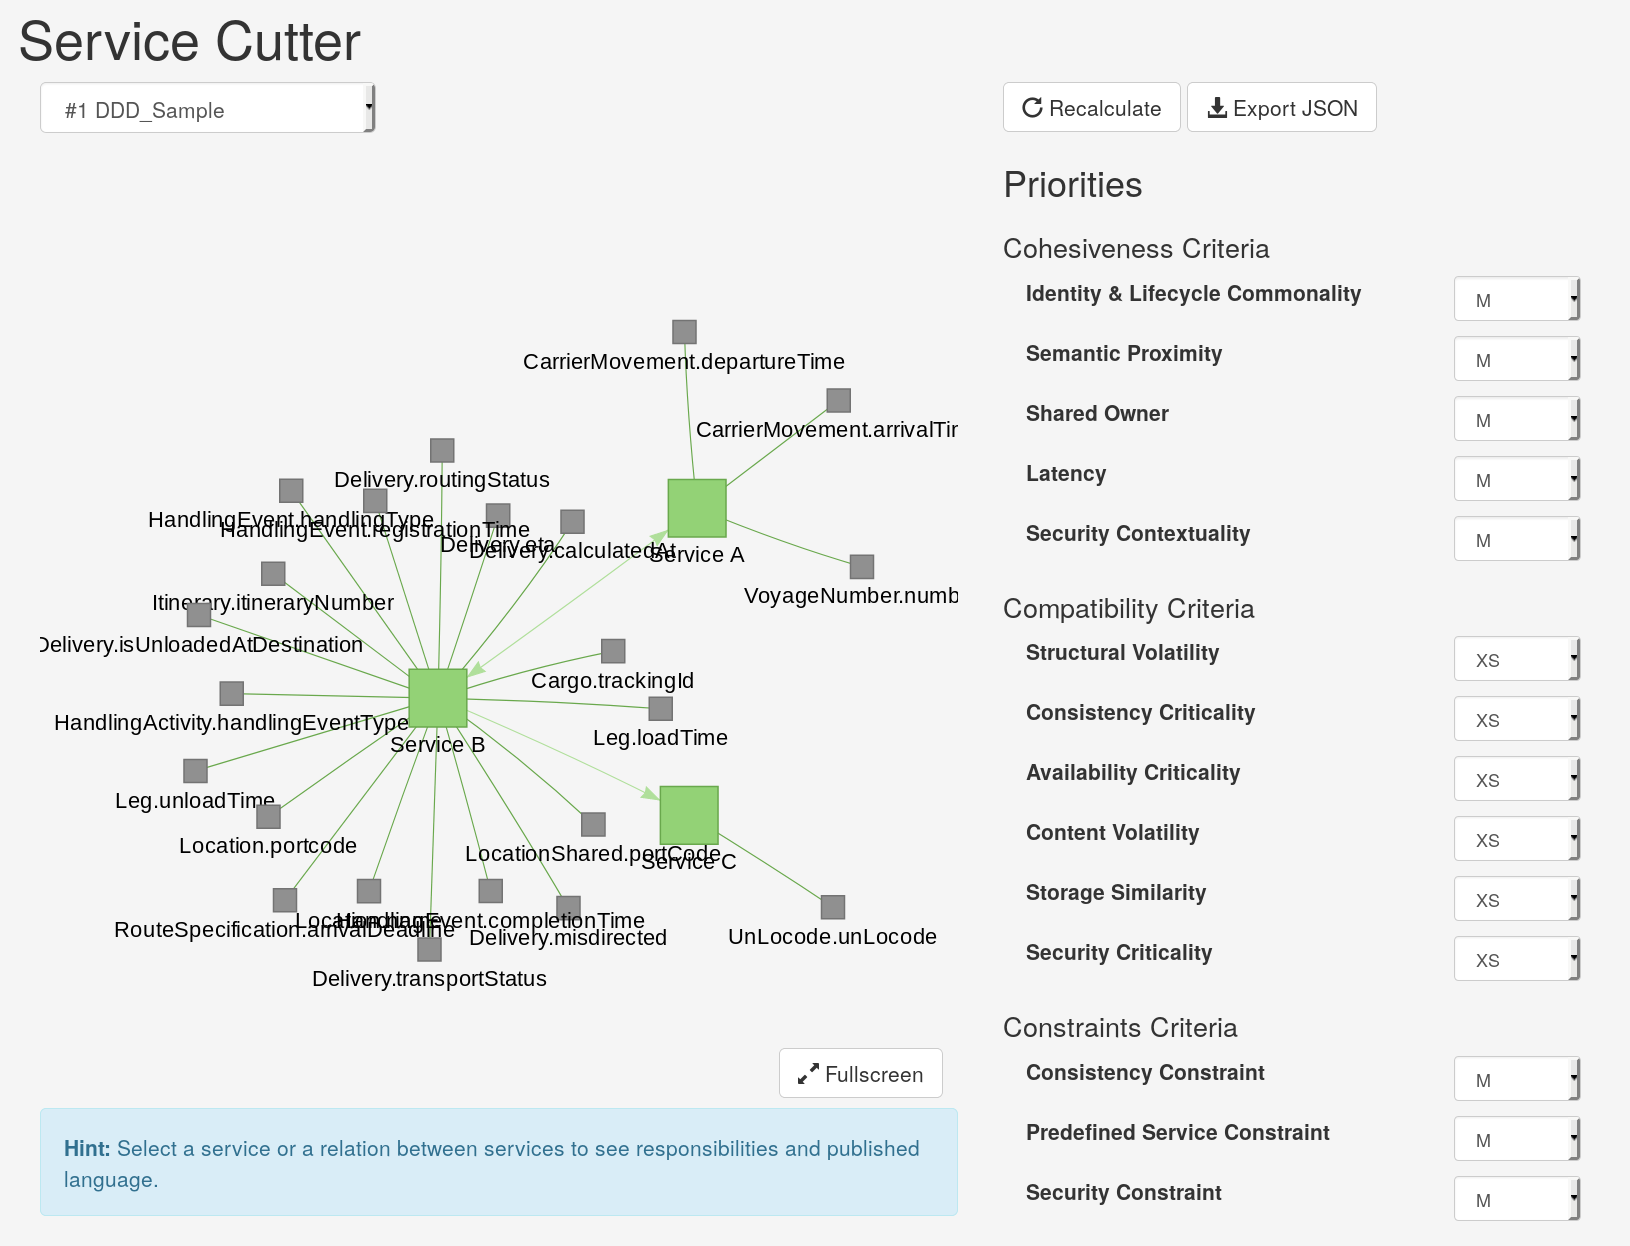 Service Cutter
#1 DDD_Sample
Recalculate
Export JSON
CarrierMovement.departureTime
CarrierMovement.arrivalTir
Delivery.routingStatus
HandlingEvent.handlingType
HandlingEvent.registrationTime
Delivery.eta
Delivery.calculatedAt
Service A
VoyageNumber.numb
Itinerary.itineraryNumber
Delivery.isUnloadedAtDestination
Cargo.trackingId
HandlingActivity.handlingEventType
Leg.loadTime
Service B
Leg.unloadTime
Location.portcode
LocationShared.portCode
Service C
RouteSpecification.arrivalDeadline
Location.name
HandlingEvent.completionTime
Delivery.misdirected
UnLocode.unLocode
Delivery.transportStatus
Fullscreen
Hint: Select a service or a relation between services to see responsibilities and published
language.
Priorities
Cohesiveness Criteria
Identity & Lifecycle Commonality M
Semantic Proximity M
Shared Owner M
Latency M
Security Contextuality M
Compatibility Criteria
Structural Volatility XS
Consistency Criticality XS
Availability Criticality XS
Content Volatility XS
Storage Similarity XS
Security Criticality XS
Constraints Criteria
Consistency Constraint M
Predefined Service Constraint M
Security Constraint M